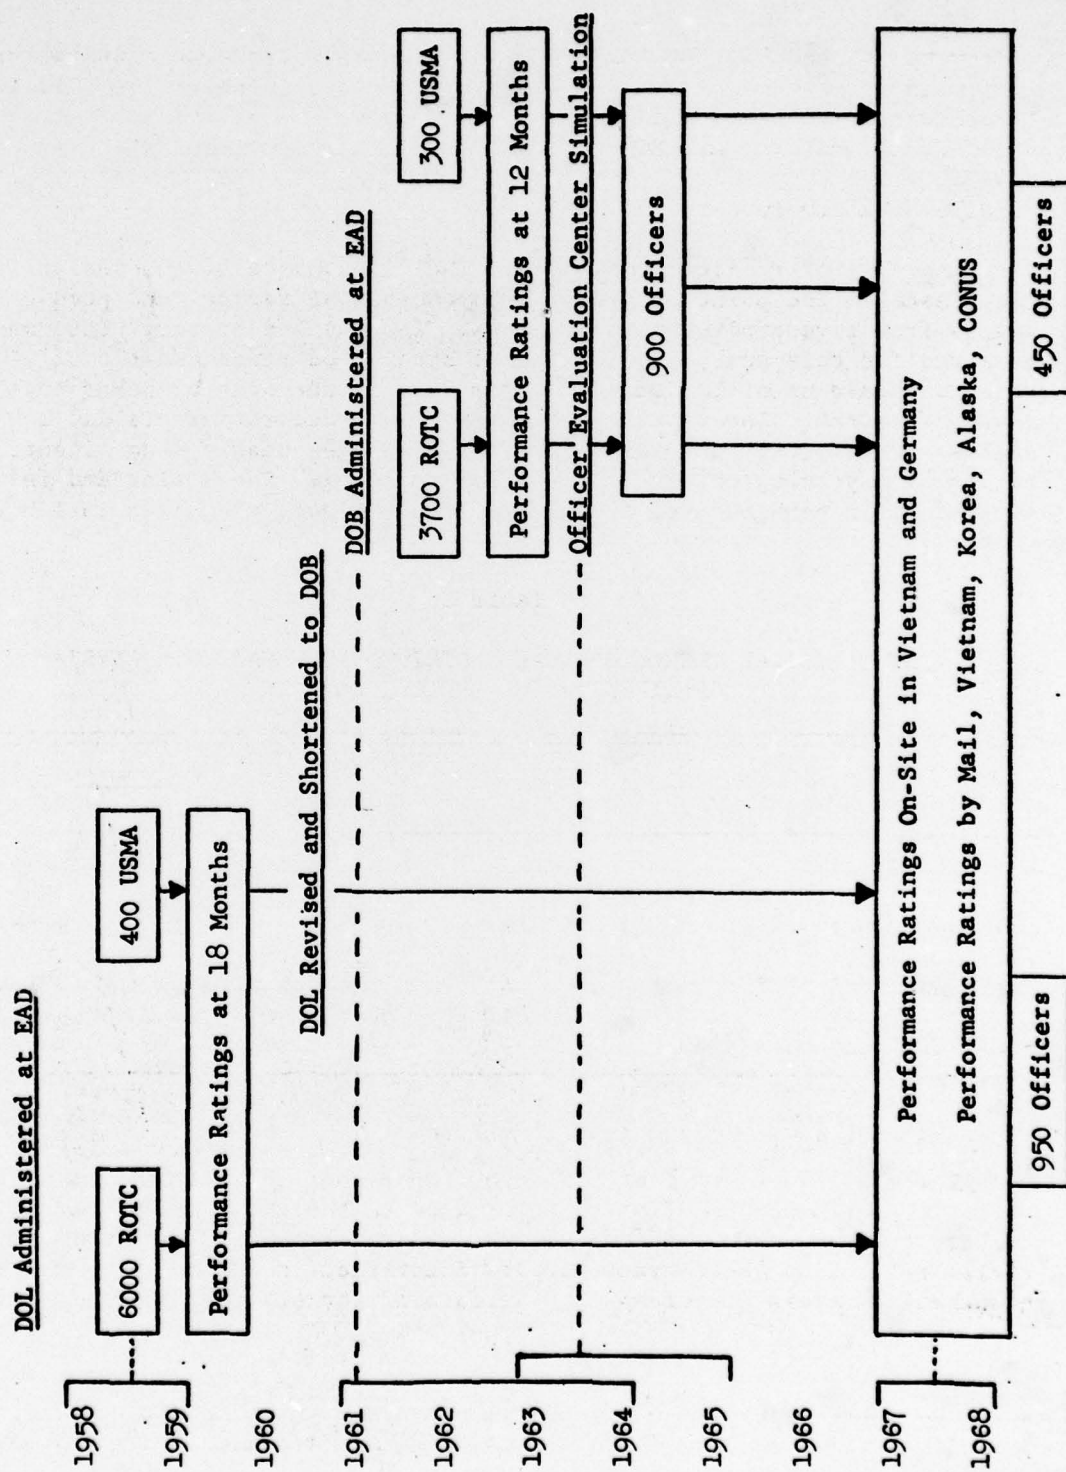 DOL Administered at EAD
6000 ROTC
400 USMA
Performance Ratings at 18 Months
DOL Revised and Shortened to DOB
DOB Administered at EAD
3700 ROTC
300 USMA
Performance Ratings at 12 Months
Officer Evaluation Center Simulation
900 Officers
Performance Ratings On-Site in Vietnam and Germany
Performance Ratings by Mail, Vietnam, Korea, Alaska, CONUS
950 Officers
450 Officers
1958
1959
1960
1961
1962
1963
1964
1965
1966
1967
1968